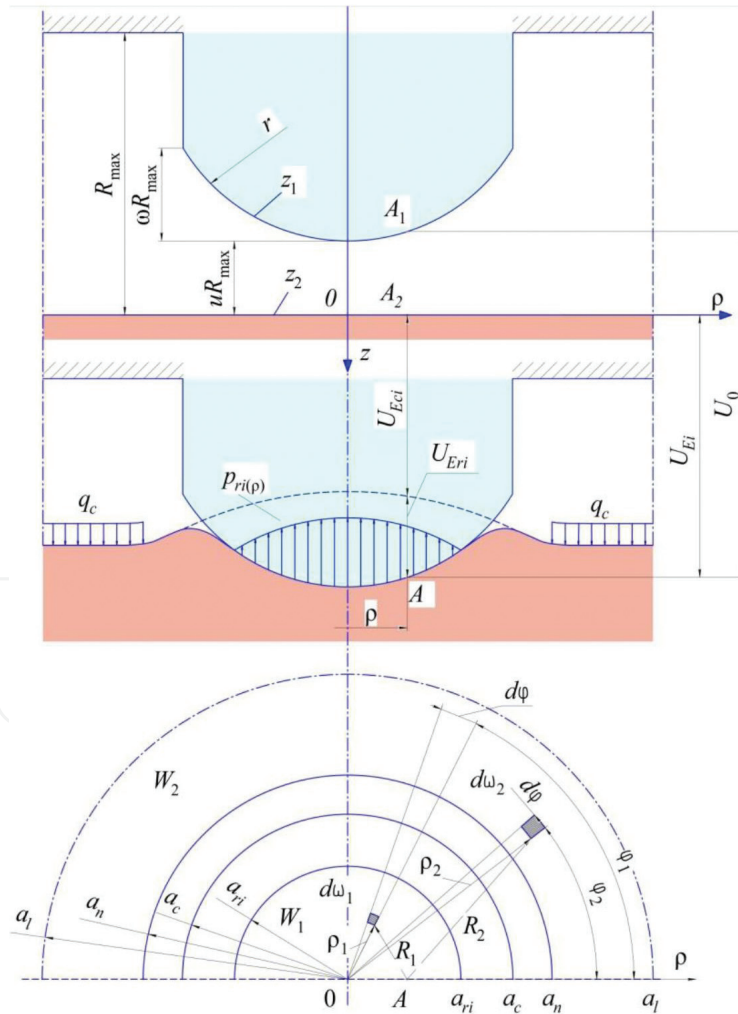 r
R_max
ωR_max
z_1
A_1
uR_max
z_2
0
A_2
ρ
z
U_Eci
U_0
U_Ei
U_Eri
p_ri(ρ)
q_c
q_c
A
ρ
dφ
W_2
dω_2
dφ
φ_1
φ_2
ρ_2
a_ri
a_c
a_n
a_l
dω_1
W_1
ρ_1
R_1
R_2
ρ
0
A
a_ri
a_c
a_n
a_l